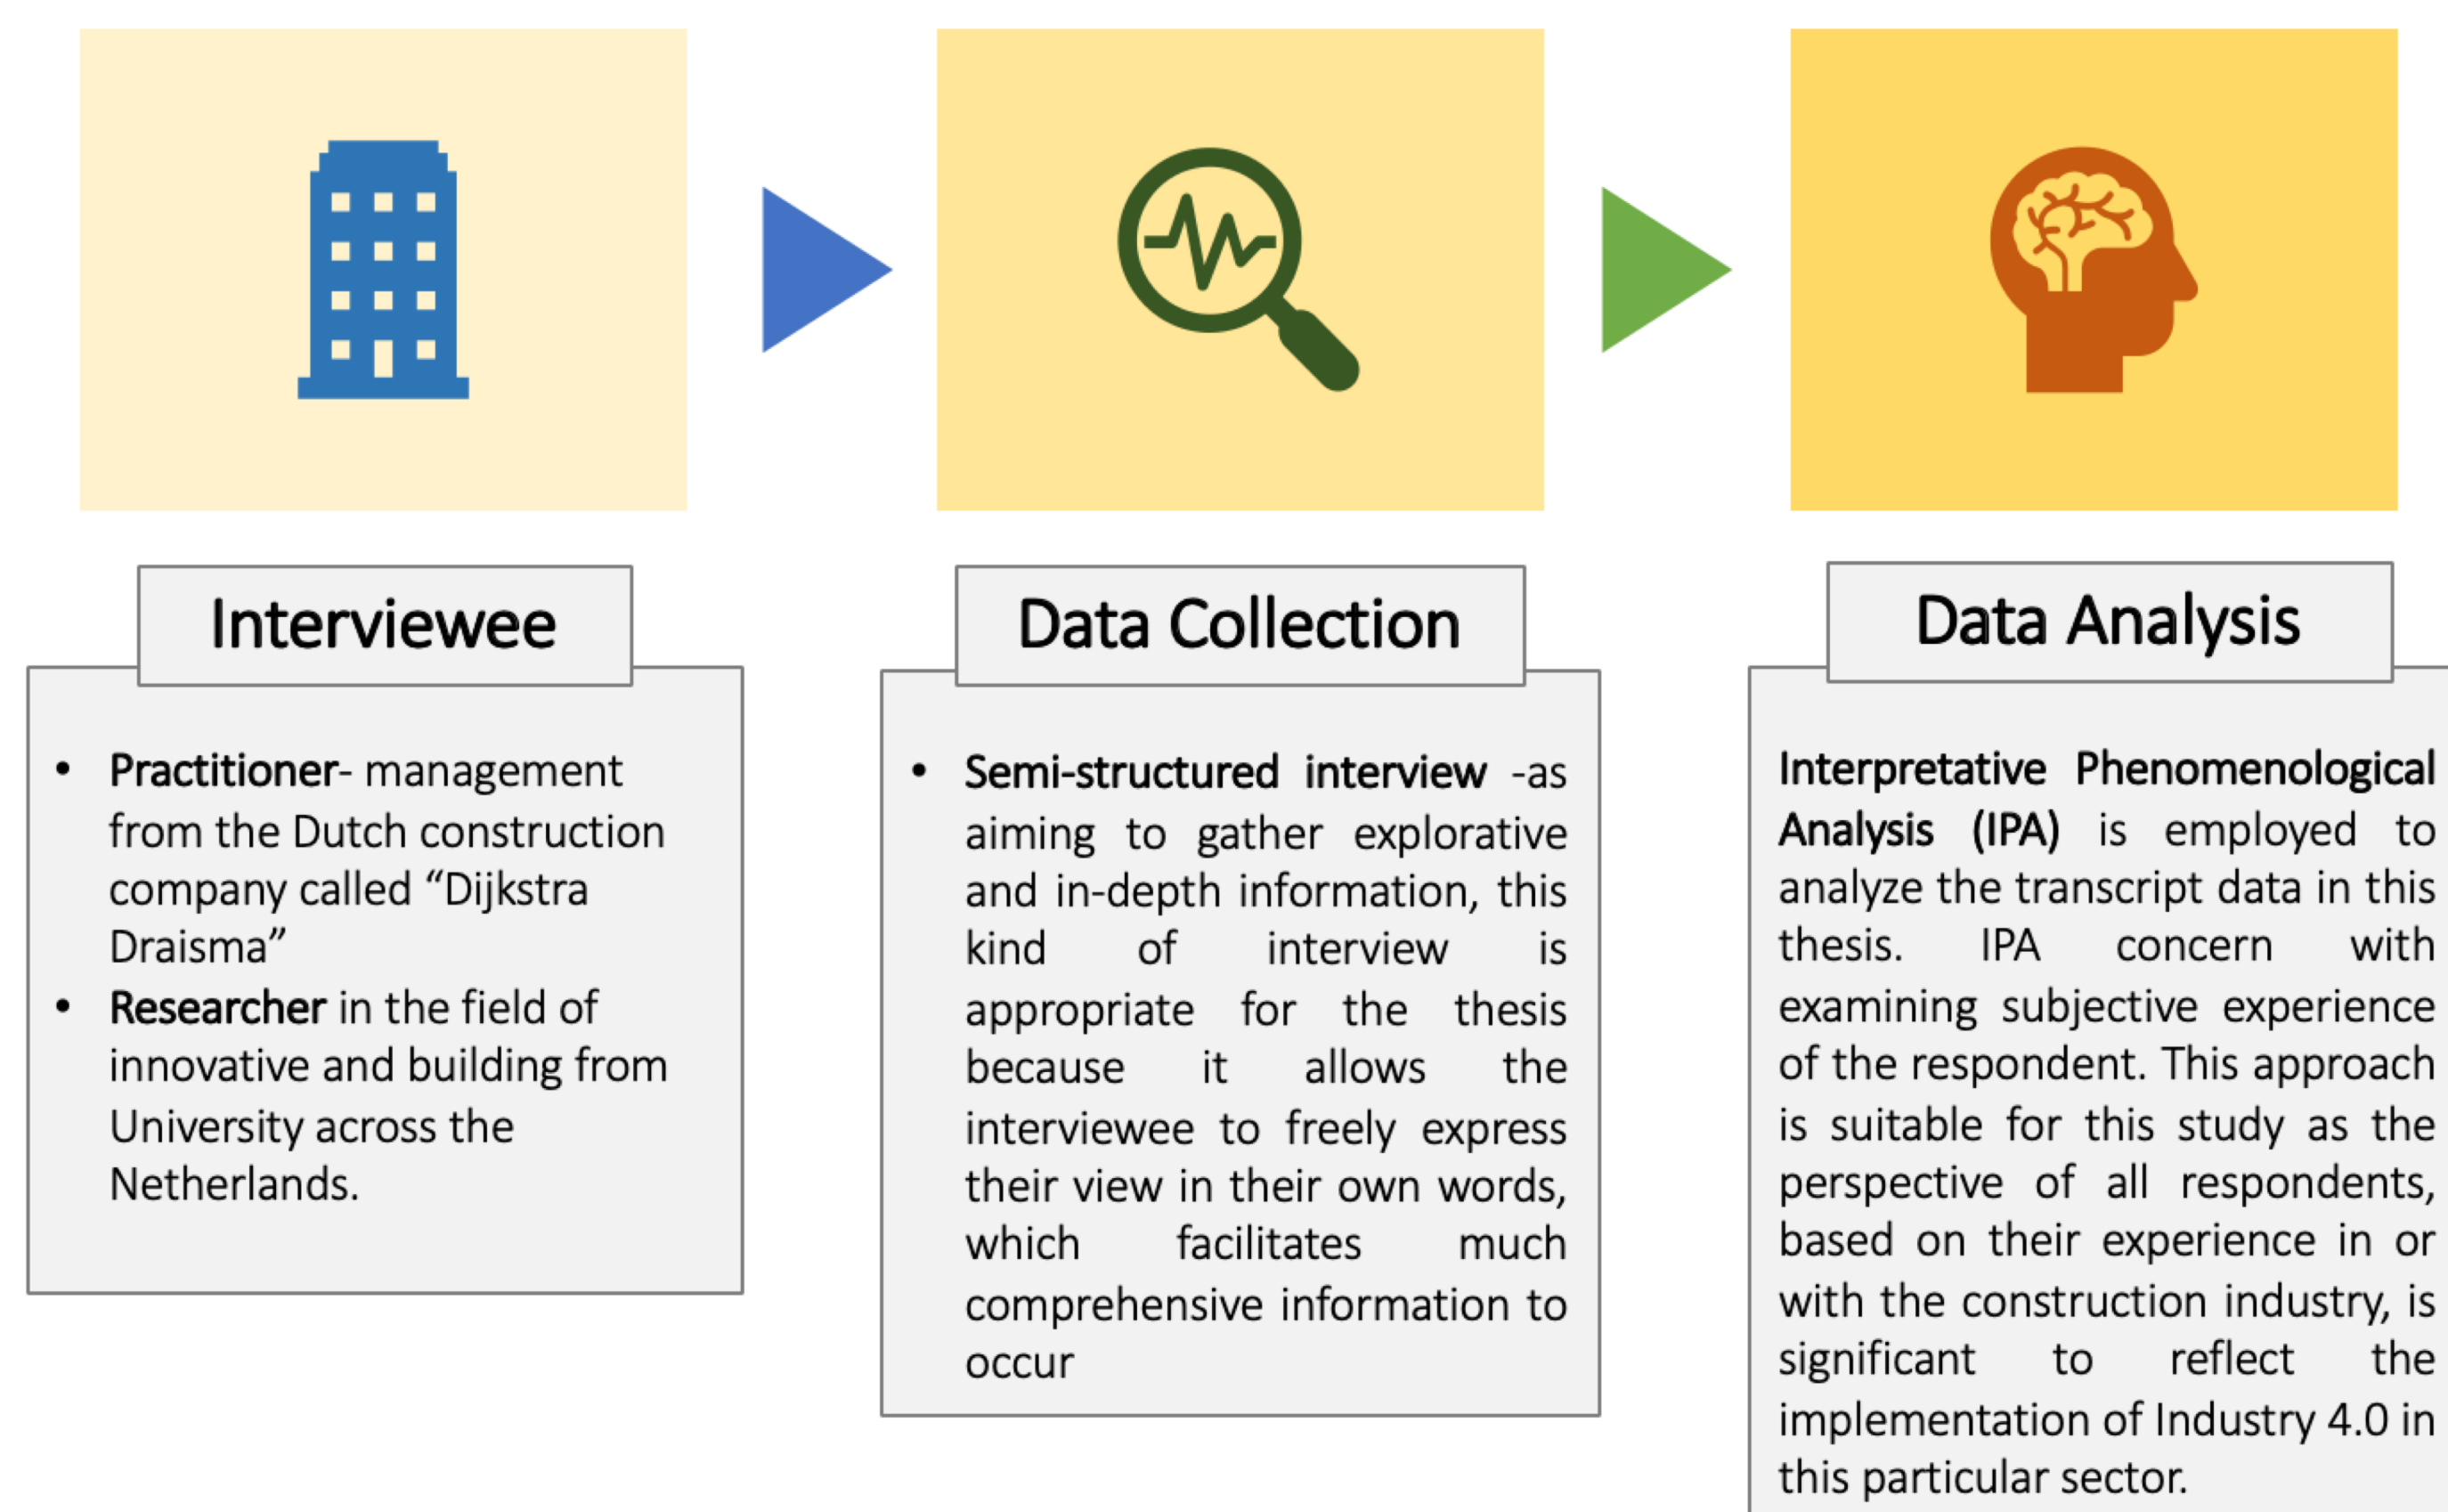 Interviewee
• Practitioner- management
from the Dutch construction
company called “Dijkstra
Draisma”
• Researcher in the field of
innovative and building from
University across the
Netherlands.
Data Collection
• Semi-structured interview -as
aiming to gather explorative
and in-depth information, this
kind of interview is
appropriate for the thesis
because it allows the
interviewee to freely express
their view in their own words,
which facilitates much
comprehensive information to
occur
Data Analysis
Interpretative Phenomenological
Analysis (IPA) is employed to
analyze the transcript data in this
thesis. IPA concern with
examining subjective experience
of the respondent. This approach
is suitable for this study as the
perspective of all respondents,
based on their experience in or
with the construction industry, is
significant to reflect the
implementation of Industry 4.0 in
this particular sector.